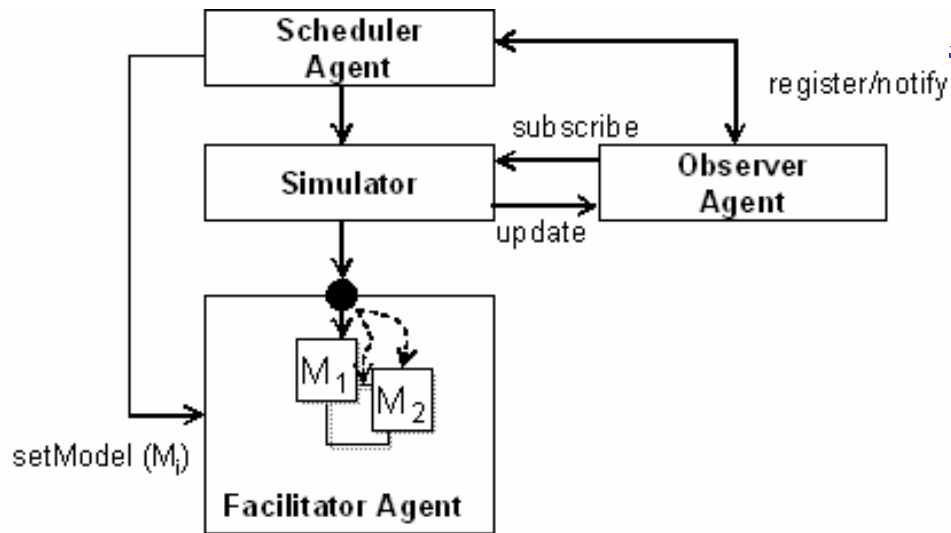 Scheduler
Agent
register/notify
subscribe
Simulator
Observer
Agent
update
M₁
M₂
setModel (Mᵢ)
Facilitator Agent